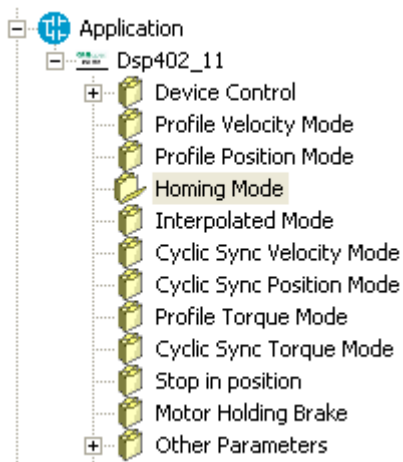 Application
Dsp402_11
Device Control
Profile Velocity Mode
Profile Position Mode
Homing Mode
Interpolated Mode
Cyclic Sync Velocity Mode
Cyclic Sync Position Mode
Profile Torque Mode
Cyclic Sync Torque Mode
Stop in position
Motor Holding Brake
Other Parameters